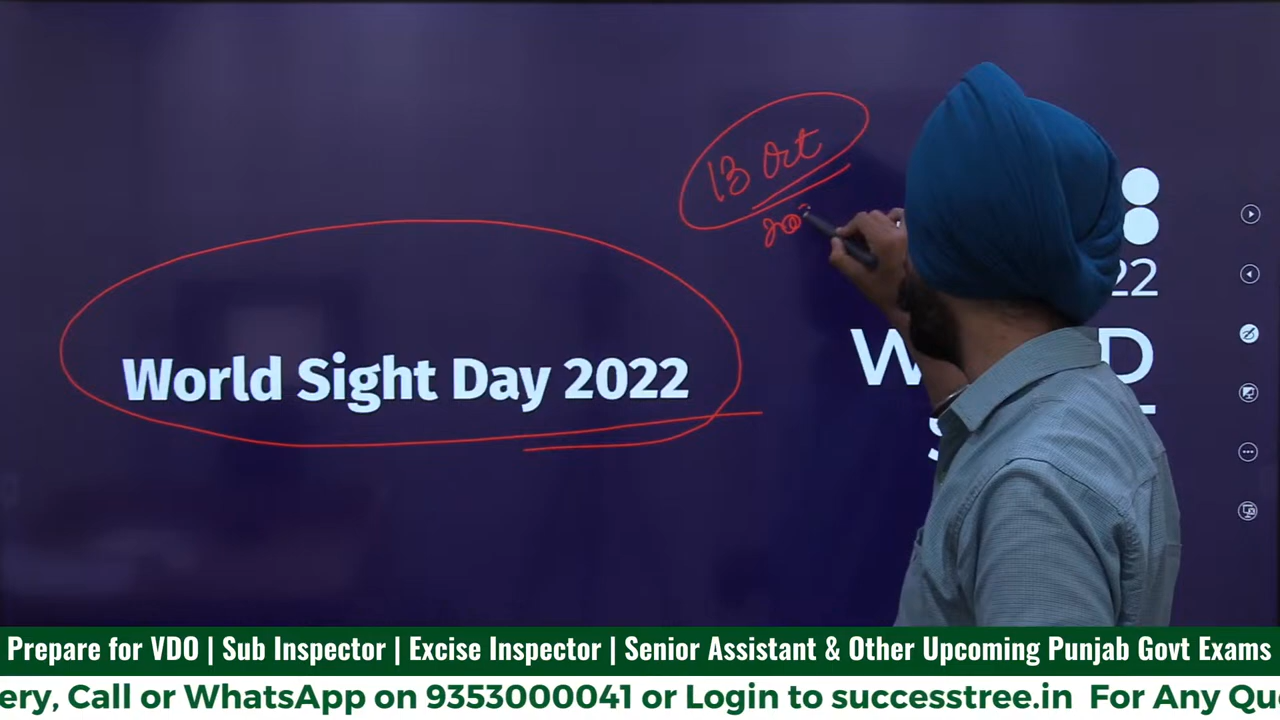 13 Oct
22
World Sight Day 2022
Prepare for VDO | Sub Inspector | Excise Inspector | Senior Assistant & Other Upcoming Punjab Govt Exams
ery, Call or WhatsApp on 9353000041 or Login to successtree.in For Any Qu